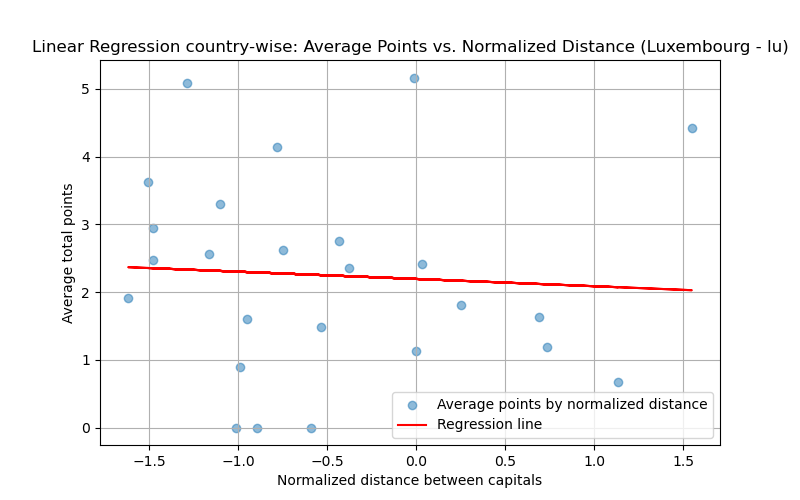 Linear Regression country-wise: Average Points vs. Normalized Distance (Luxembourg - lu)
5
4
3
2
1
0
Average total points
Average points by normalized distance
Regression line
−1.5 −1.0 −0.5 0.0 0.5 1.0 1.5
Normalized distance between capitals